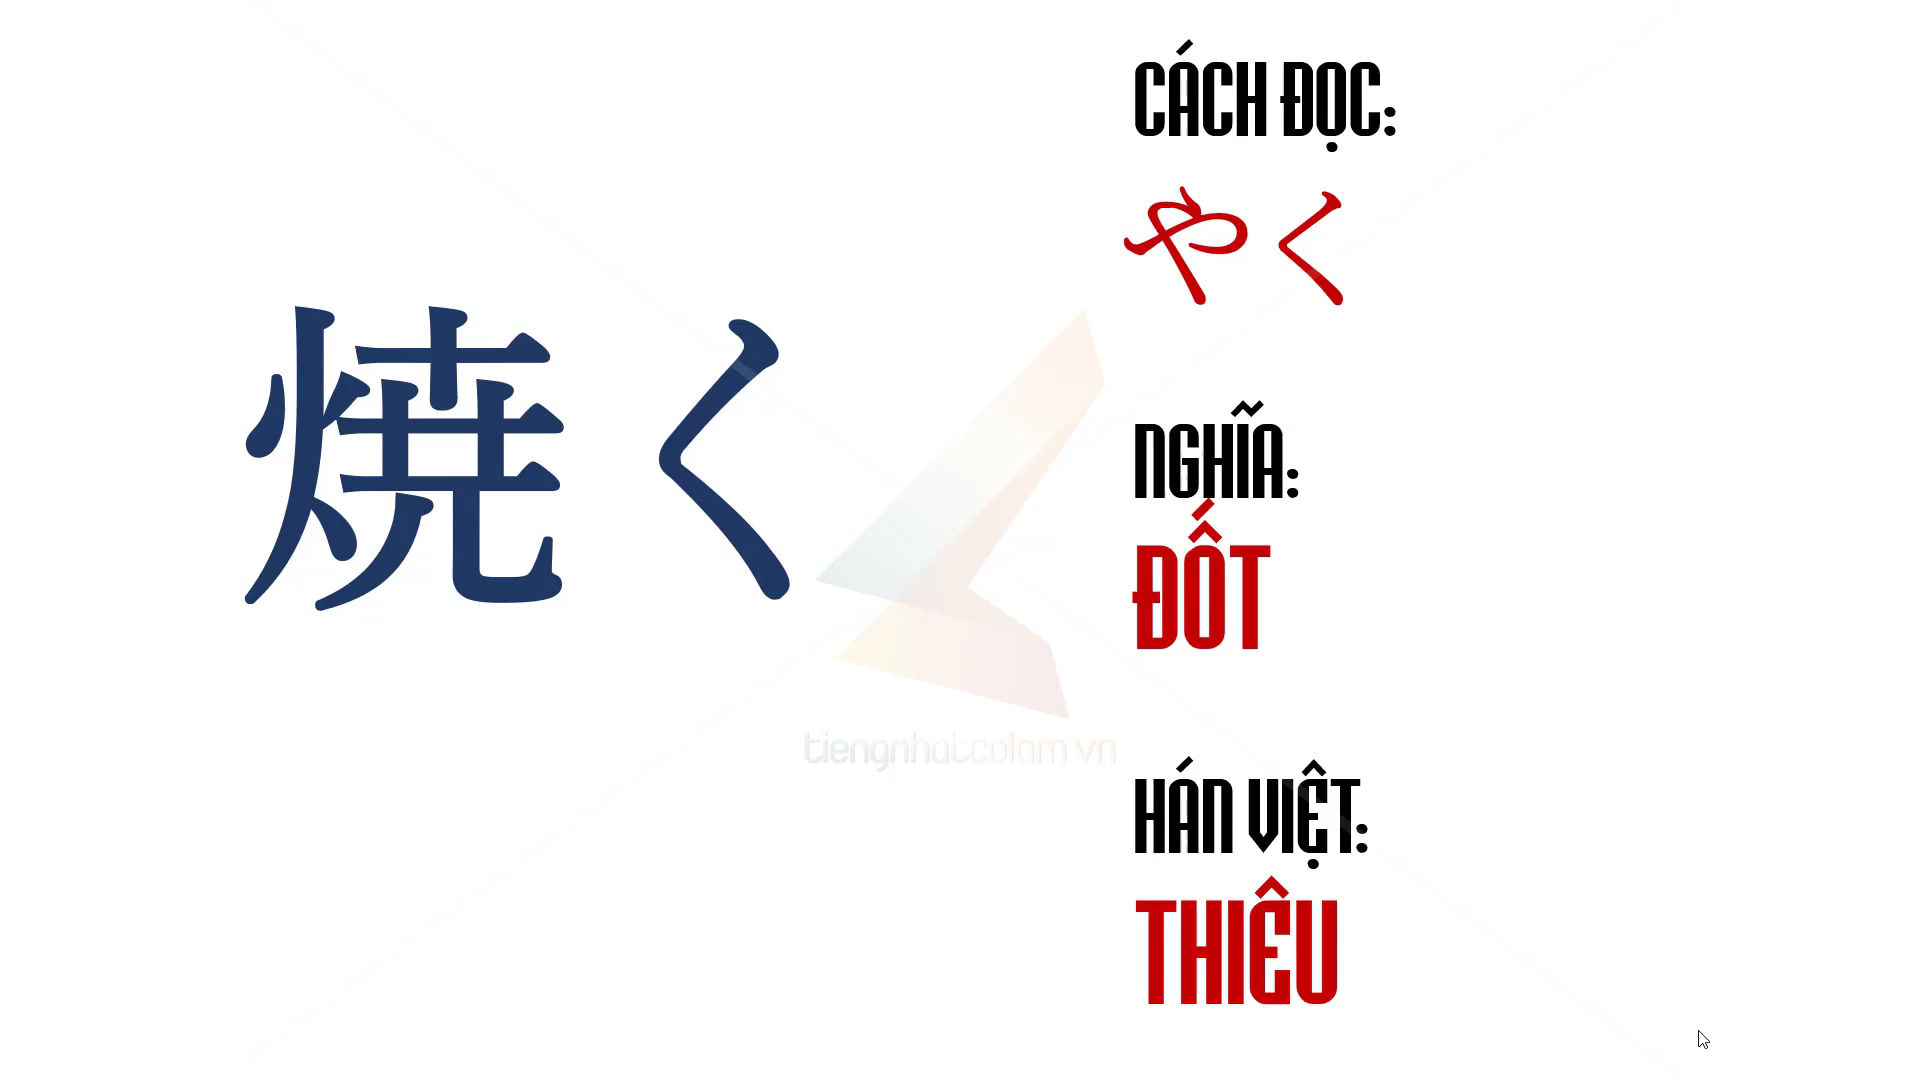 焼く
CÁCH ĐỌC:
やく
NGHĨA:
ĐỐT
HÁN VIỆT:
THIÊU
tiengnhatcolam.vn